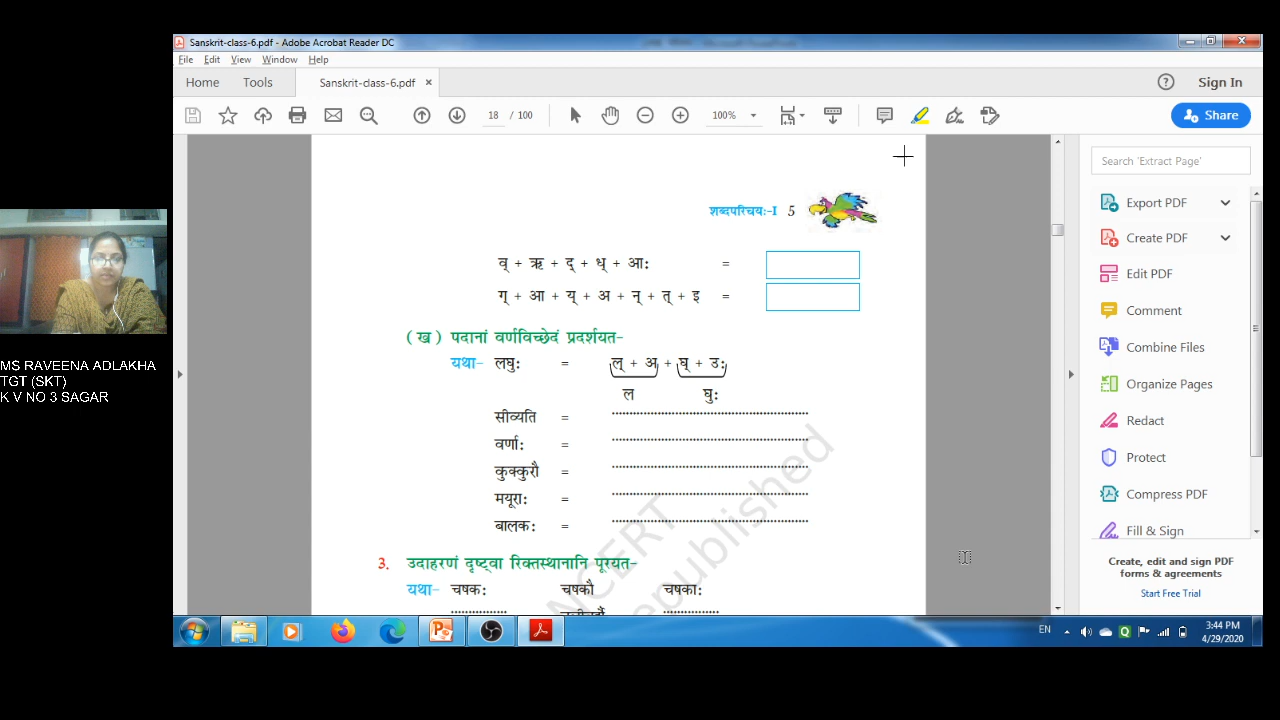 Sanskrit-class-6.pdf - Adobe Acrobat Reader DC
File Edit View Window Help
Home Tools Sanskrit-class-6.pdf × Sign In
18 / 100 100% Share
शब्दपरिचयः-I 5
व् + ऋ + द् + ध् + आः =
ग् + आ + य् + अ + न् + त् + इ =
( ख ) पदानां वर्णविच्छेदं प्रदर्शयत-
यथा- लघुः = ल् + अ + घ् + उः
ल घुः
सीव्यति = ........................................................
वर्णाः = ........................................................
कुक्कुरौ = ........................................................
मयूराः = ........................................................
बालकः = ........................................................
3. उदाहरणं दृष्ट्वा रिक्तस्थानानि पूरयत-
यथा- चषकः चषकौ चषकाः
NCERT
republished
Search 'Extract Page'
Export PDF
Create PDF
Edit PDF
Comment
Combine Files
Organize Pages
Redact
Protect
Compress PDF
Fill & Sign
Create, edit and sign PDF
forms & agreements
Start Free Trial
MS RAVEENA ADLAKHA
TGT (SKT)
K V NO 3 SAGAR
EN 3:44 PM
4/29/2020